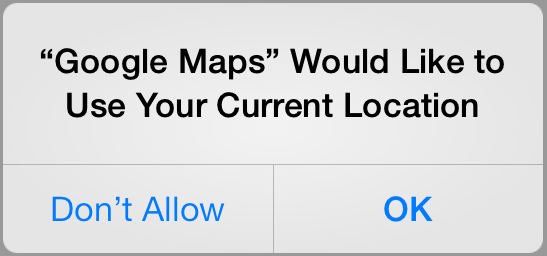 “Google Maps” Would Like to
Use Your Current Location
Don’t Allow
OK